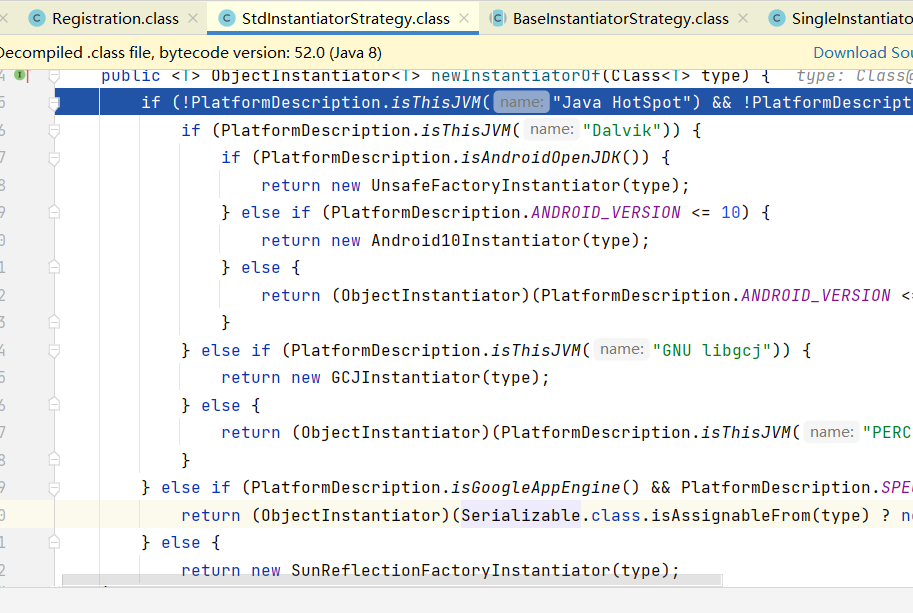 Registration.class × StdInstantiatorStrategy.class × BaseInstantiatorStrategy.class × SingleInstantiato
Decompiled .class file, bytecode version: 52.0 (Java 8) Download Sou
4 public <T> ObjectInstantiator<T> newInstantiatorOf(Class<T> type) { type: Class@
5 if (!PlatformDescription.isThisJVM( name: "Java HotSpot") && !PlatformDescript
6 if (PlatformDescription.isThisJVM( name: "Dalvik")) {
7 if (PlatformDescription.isAndroidOpenJDK()) {
8 return new UnsafeFactoryInstantiator(type);
9 } else if (PlatformDescription.ANDROID_VERSION <= 10) {
0 return new Android10Instantiator(type);
1 } else {
2 return (ObjectInstantiator)(PlatformDescription.ANDROID_VERSION <=
3 }
4 } else if (PlatformDescription.isThisJVM( name: "GNU libgcj")) {
5 return new GCJInstantiator(type);
6 } else {
7 return (ObjectInstantiator)(PlatformDescription.isThisJVM( name: "PERC
8 }
9 } else if (PlatformDescription.isGoogleAppEngine() && PlatformDescription.SPE
0 return (ObjectInstantiator)(Serializable.class.isAssignableFrom(type) ? ne
1 } else {
2 return new SunReflectionFactoryInstantiator(type);